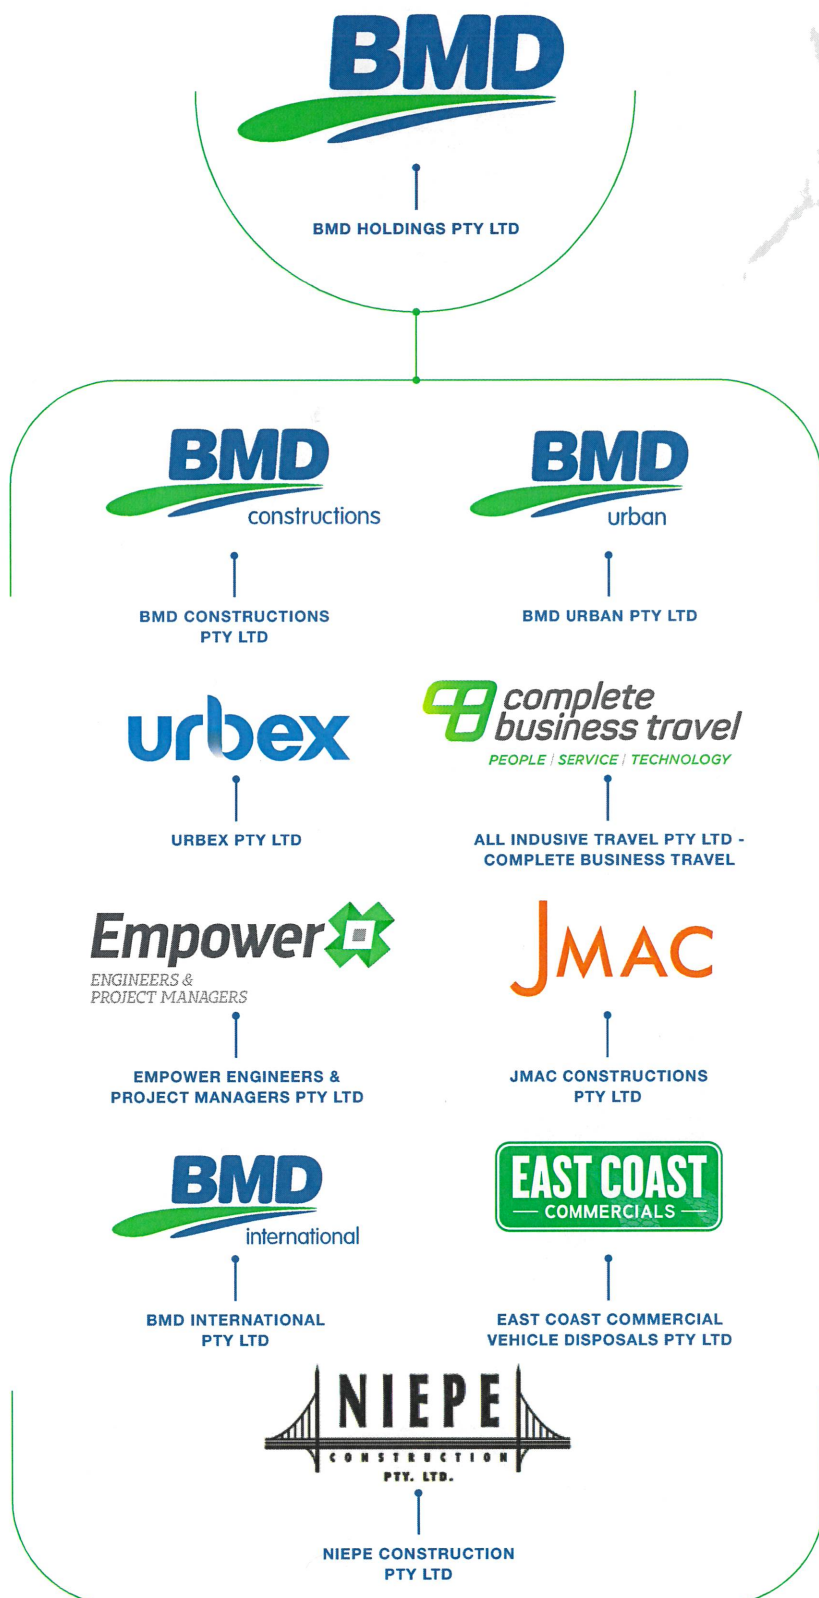 BMD
BMD HOLDINGS PTY LTD
BMD
constructions
BMD CONSTRUCTIONS
PTY LTD
BMD
urban
BMD URBAN PTY LTD
urbex
URBEX PTY LTD
complete
business travel
PEOPLE / SERVICE / TECHNOLOGY
ALL INDUSIVE TRAVEL PTY LTD -
COMPLETE BUSINESS TRAVEL
Empower
ENGINEERS &
PROJECT MANAGERS
EMPOWER ENGINEERS &
PROJECT MANAGERS PTY LTD
JMAC
JMAC CONSTRUCTIONS
PTY LTD
BMD
international
BMD INTERNATIONAL
PTY LTD
EAST COAST
COMMERCIALS
EAST COAST COMMERCIAL
VEHICLE DISPOSALS PTY LTD
NIEPE
CONSTRUCTION
PTY. LTD.
NIEPE CONSTRUCTION
PTY LTD